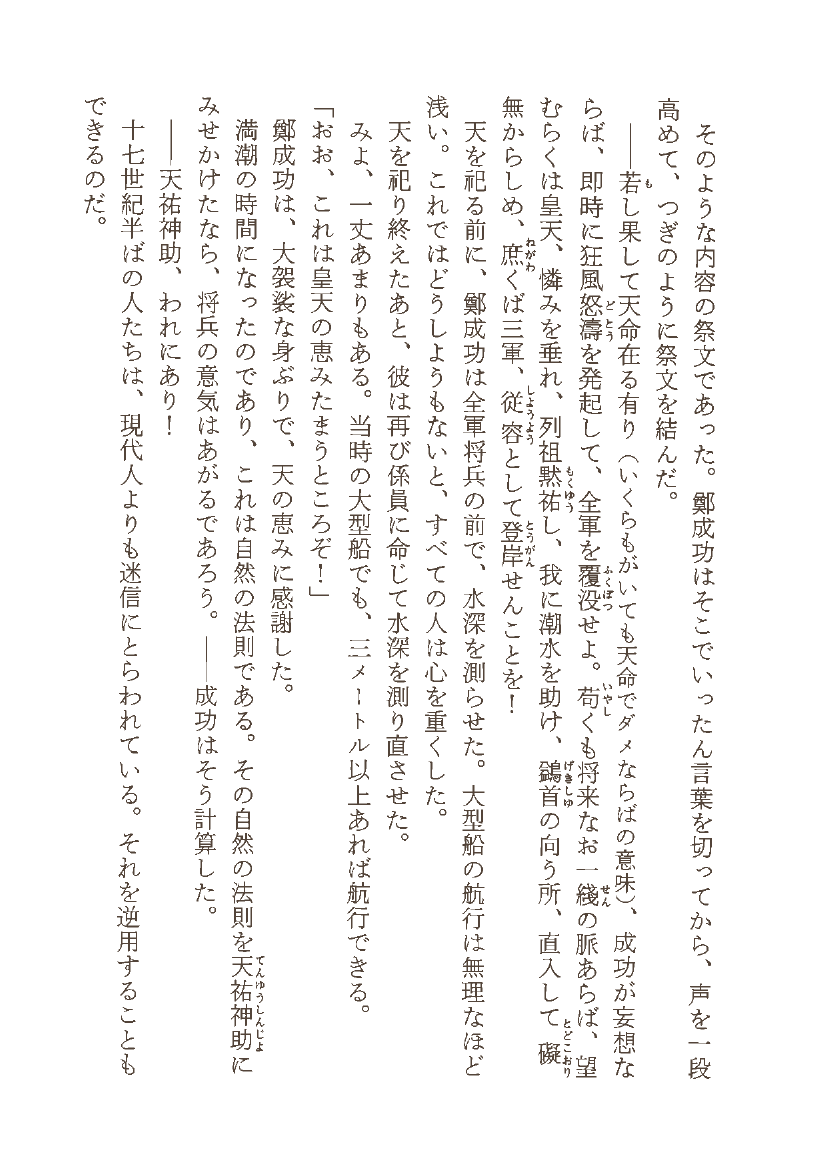 そのような内容の祭文であった。鄭成功はそこでいったん言葉を切ってから、声を一段
高めて、つぎのように祭文を結んだ。
――若し果して天命在る有り（いくらもがいても天命でダメならばの意味）、成功が妄想な
らば、即時に狂風怒濤を発起して、全軍を覆没せよ。苟くも将来なお一綫の脈あらば、望
むらくは皇天、憐みを垂れ、列祖黙祐し、我に潮水を助け、鷁首の向う所、直入して礙
無からしめ、庶くば三軍、従容として登岸せんことを！
天を祀る前に、鄭成功は全軍将兵の前で、水深を測らせた。大型船の航行は無理なほど
浅い。これではどうしようもないと、すべての人は心を重くした。
天を祀り終えたあと、彼は再び係員に命じて水深を測り直させた。
みよ、一丈あまりもある。当時の大型船でも、三メートル以上あれば航行できる。
「おお、これは皇天の恵みたまうところぞ！」
鄭成功は、大袈裟な身ぶりで、天の恵みに感謝した。
満潮の時間になったのであり、これは自然の法則である。その自然の法則を天祐神助に
みせかけたなら、将兵の意気はあがるであろう。――成功はそう計算した。
――天祐神助、われにあり！
十七世紀半ばの人たちは、現代人よりも迷信にとらわれている。それを逆用することも
できるのだ。